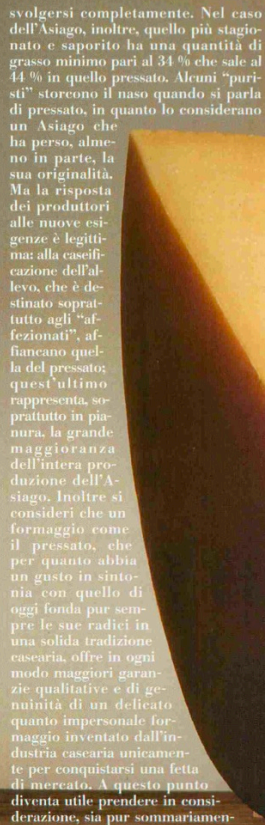 svolgersi completamente. Nel caso
dell'Asiago, inoltre, quello più stagio-
nato e saporito ha una quantità di
grasso minimo pari al 34 % che sale al
44 % in quello pressato. Alcuni "puri-
sti" storcono il naso quando si parla
di pressato, in quanto lo considerano
un Asiago che
ha perso, alme-
no in parte, la
sua originalità.
Ma la risposta
dei produttori
alle nuove esi-
genze è legitti-
ma: alla caseifi-
cazione dell'al-
levo, che è de-
stinato soprat-
tutto agli "af-
fezionati", af-
fiancano quel-
la del pressato;
quest'ultimo
rappresenta, so-
prattutto in pia-
nura, la grande
maggioranza
dell'intera pro-
duzione dell'A-
siago. Inoltre si
consideri che un
formaggio come
il pressato, che
per quanto abbia
un gusto in sinto-
nia con quello di
oggi fonda pur sem-
pre le sue radici in
una solida tradizione
casearia, offre in ogni
modo maggiori garan-
zie qualitative e di ge-
nuinità di un delicato
quanto impersonale for-
maggio inventato dall'in-
dustria casearia unicamen-
te per conquistarsi una fetta
di mercato. A questo punto
diventa utile prendere in consi-
derazione, sia pur sommariamen-